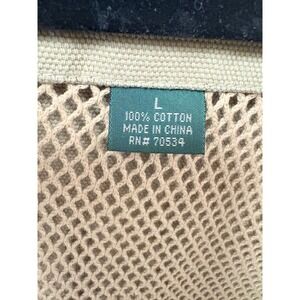 L
100% COTTON
MADE IN CHINA
RN# 70534